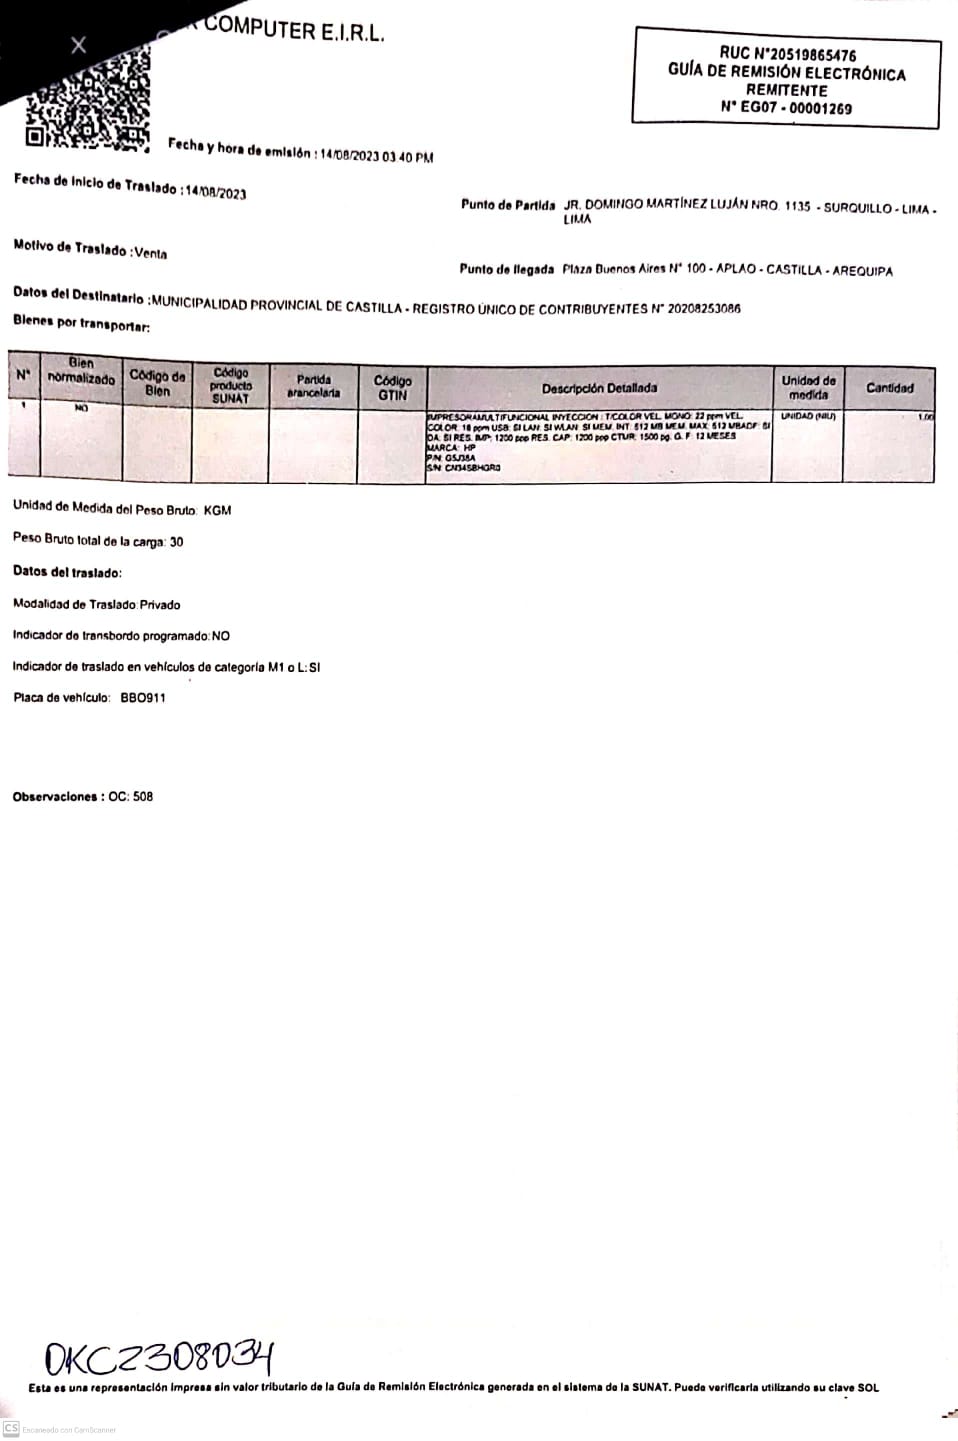 COMPUTER E.I.R.L.
RUC N°20519865476
GUÍA DE REMISIÓN ELECTRÓNICA
REMITENTE
N° EG07 - 00001269
Fecha y hora de emisión : 14/08/2023 03:40 PM
Fecha de Inicio de Traslado : 14/08/2023
Punto de Partida JR. DOMINGO MARTÍNEZ LUJÁN NRO. 1135 - SURQUILLO - LIMA -
LIMA
Motivo de Traslado : Venta
Punto de llegada Plaza Buenos Aires N° 100 - APLAO - CASTILLA - AREQUIPA
Datos del Destinatario : MUNICIPALIDAD PROVINCIAL DE CASTILLA - REGISTRO ÚNICO DE CONTRIBUYENTES N° 20208253086
Bienes por transportar:
N° Bien normalizado Código de Bien Código producto SUNAT Partida arancelaria Código GTIN Descripción Detallada Unidad de medida Cantidad
1 NO IMPRESORA MULTIFUNCIONAL INYECCION : T/COLOR VEL. MONO: 22 ppm VEL. UNIDAD (NIU) 1.00
COLOR: 18 ppm USB: SI LAN: SI WLAN: SI MEM. INT: 512 MB MEM. MAX: 512 MB ADF: SI
DA: SI RES. IMP: 1200 ppp RES. CAP: 1200 ppp CTUR: 1500 pg. G. F: 12 MESES
MARCA: HP
P/N: G5J38A
S/N:
Unidad de Medida del Peso Bruto: KGM
Peso Bruto total de la carga: 30
Datos del traslado:
Modalidad de Traslado: Privado
Indicador de transbordo programado: NO
Indicador de traslado en vehículos de categoría M1 o L: SI
Placa de vehículo: BBO911
Observaciones : OC: 508
OKC2308034
Esta es una representación impresa sin valor tributario de la Guía de Remisión Electrónica generada en el sistema de la SUNAT. Puede verificarla utilizando su clave SOL
CS Escaneado con CamScanner